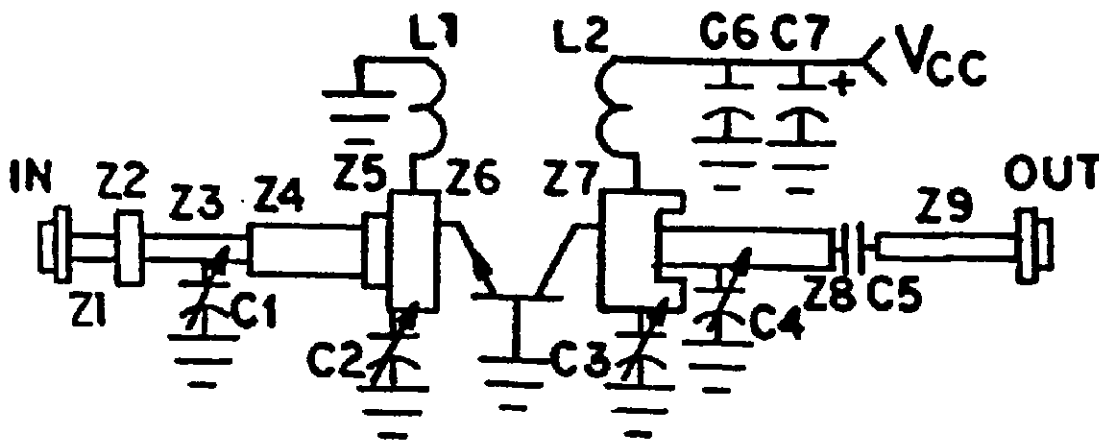 L1 L2 C6 C7 VCC
+
IN Z2 Z3 Z4 Z5 Z6 Z7 Z9 OUT
Z1 C1 C2 C3 C4 Z8 C5